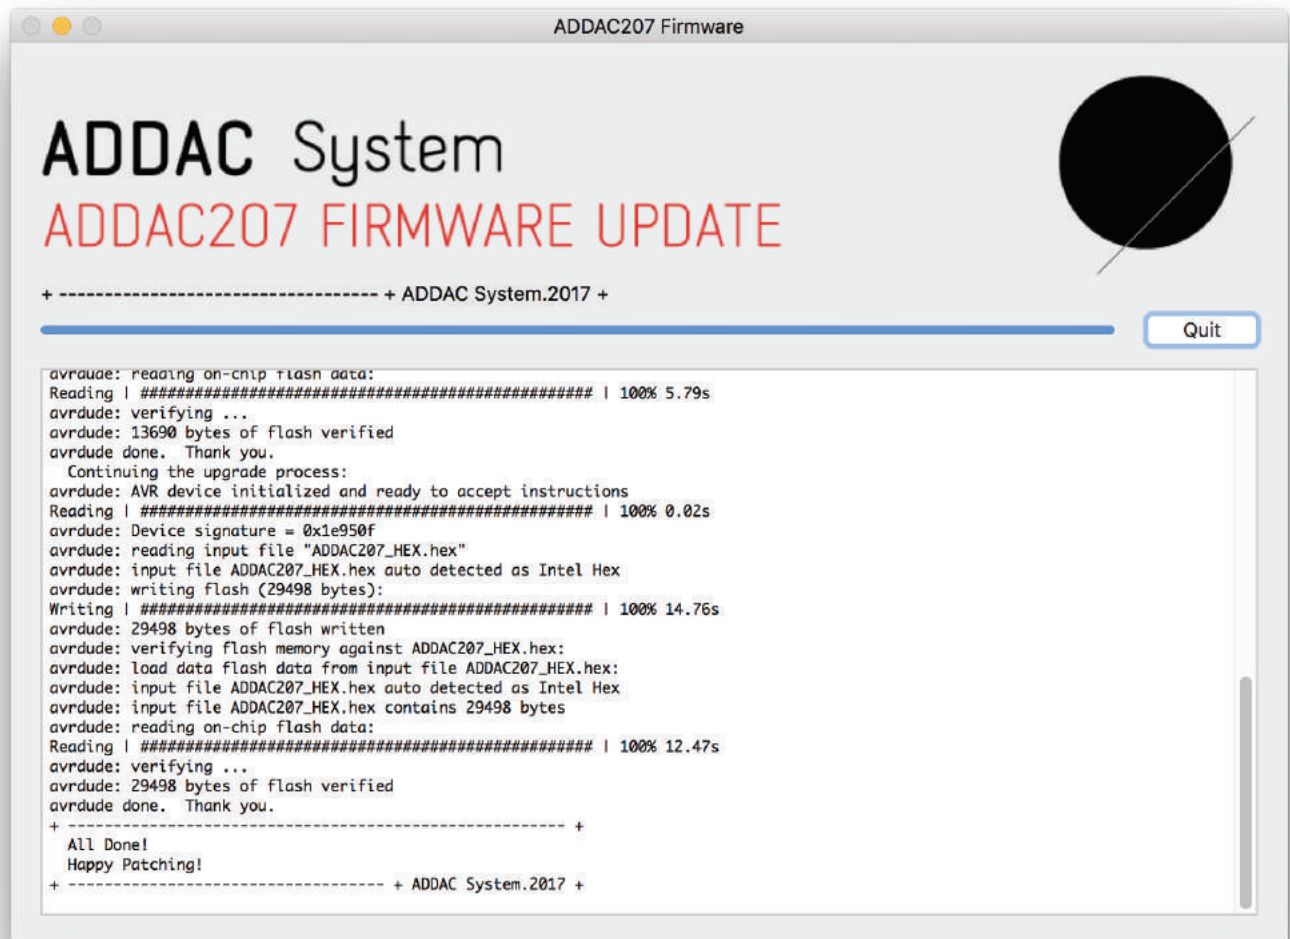 ADDAC207 Firmware
ADDAC System
ADDAC207 FIRMWARE UPDATE
+ ----------------------------------- + ADDAC System.2017 +
Quit
avrdude: reading on-chip flash data:
Reading | ################################################## | 100% 5.79s
avrdude: verifying ...
avrdude: 13690 bytes of flash verified
avrdude done.  Thank you.
  Continuing the upgrade process:
avrdude: AVR device initialized and ready to accept instructions
Reading | ################################################## | 100% 0.02s
avrdude: Device signature = 0x1e950f
avrdude: reading input file "ADDAC207_HEX.hex"
avrdude: input file ADDAC207_HEX.hex auto detected as Intel Hex
avrdude: writing flash (29498 bytes):
Writing | ################################################## | 100% 14.76s
avrdude: 29498 bytes of flash written
avrdude: verifying flash memory against ADDAC207_HEX.hex:
avrdude: load data flash data from input file ADDAC207_HEX.hex:
avrdude: input file ADDAC207_HEX.hex auto detected as Intel Hex
avrdude: input file ADDAC207_HEX.hex contains 29498 bytes
avrdude: reading on-chip flash data:
Reading | ################################################## | 100% 12.47s
avrdude: verifying ...
avrdude: 29498 bytes of flash verified
avrdude done.  Thank you.
+ ------------------------------------------------------- +
  All Done!
  Happy Patching!
+ ----------------------------------- + ADDAC System.2017 +